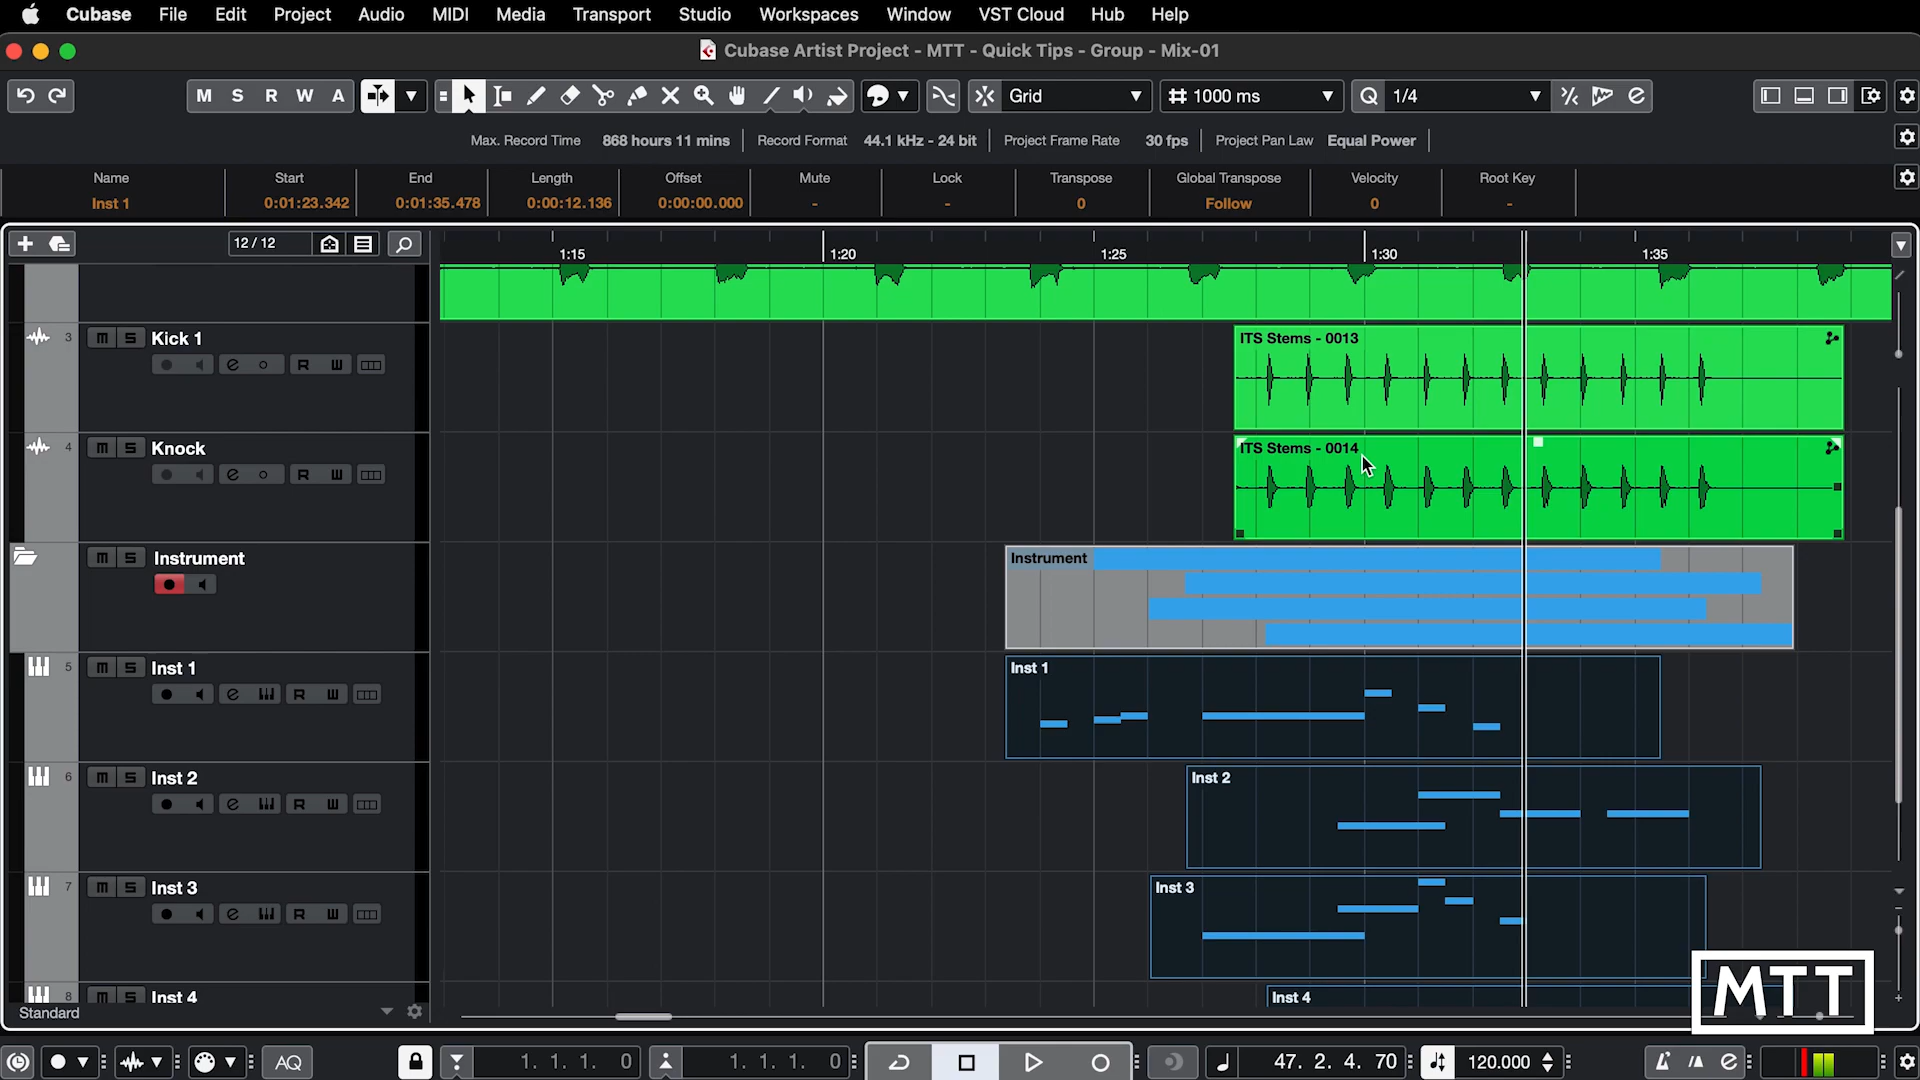 Cubase File Edit Project Audio MIDI Media Transport Studio Workspaces Window VST Cloud Hub Help
Cubase Artist Project - MTT - Quick Tips - Group - Mix-01
M S R W A Grid 1000 ms Q 1/4
Max. Record Time 868 hours 11 mins Record Format 44.1 kHz - 24 bit Project Frame Rate 30 fps Project Pan Law Equal Power
Name Start End Length Offset Mute Lock Transpose Global Transpose Velocity Root Key
Inst 1 0:01:23.342 0:01:35.478 0:00:12.136 0:00:00.000 - - 0 Follow 0 -
12 / 12
1:15 1:20 1:25 1:30 1:35
3 m S Kick 1 ITS Stems - 0013
e R W
4 m S Knock ITS Stems - 0014
e R W
m S Instrument Instrument
5 m S Inst 1 Inst 1
e R W
6 m S Inst 2 Inst 2
e R W
7 m S Inst 3 Inst 3
e R W
8 m S Inst 4 Inst 4
Standard
MTT
AQ 1. 1. 1. 0 1. 1. 1. 0 47. 2. 4. 70 120.000 e